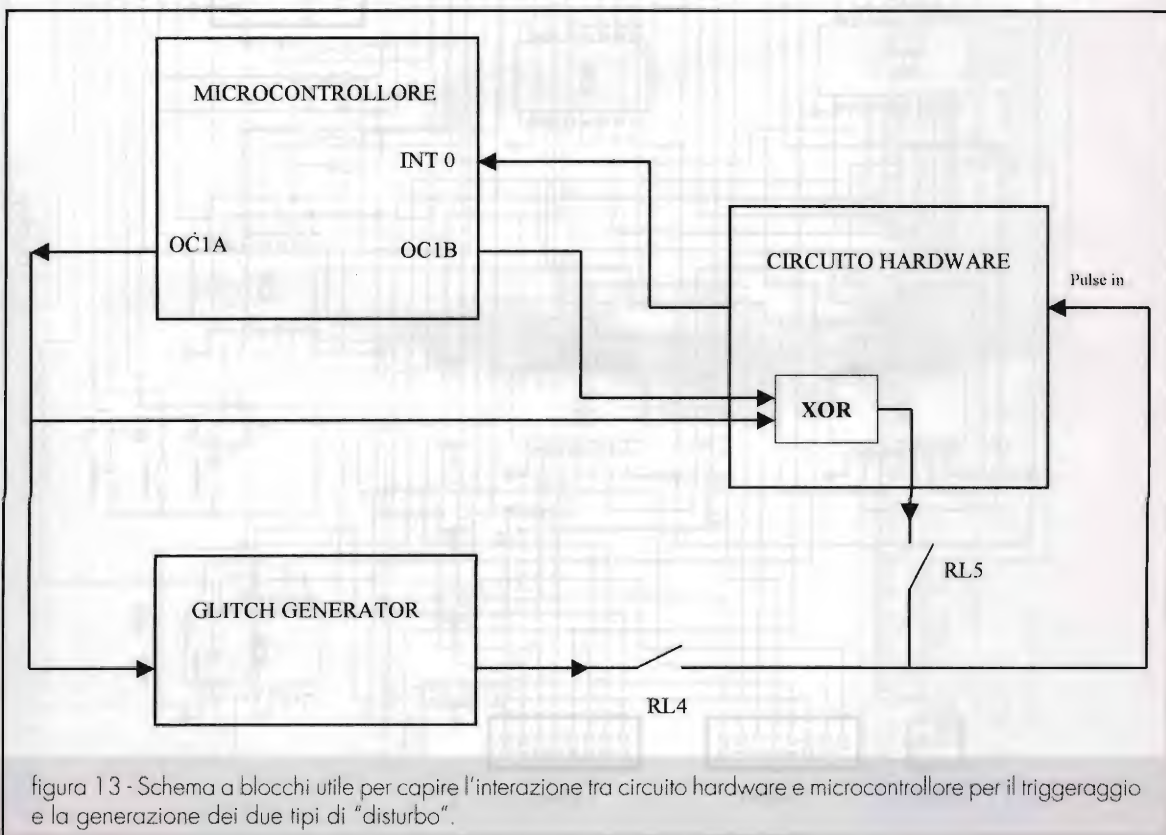 MICROCONTROLLORE
INT 0
OC1A
OC1B
CIRCUITO HARDWARE
Pulse in
XOR
RL5
GLITCH GENERATOR
RL4
figura 13 - Schema a blocchi utile per capire l'interazione tra circuito hardware e microcontrollore per il triggeraggio
e la generazione dei due tipi di "disturbo".